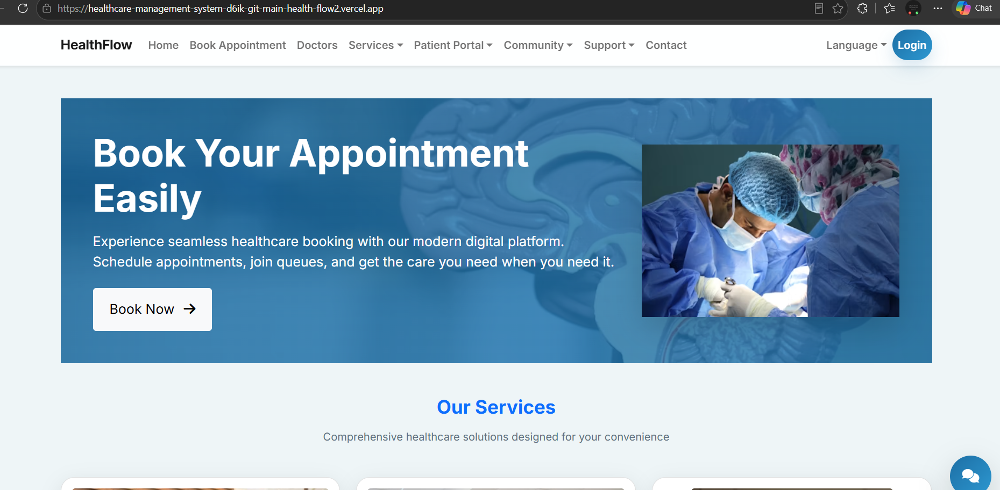 https://healthcare-management-system-d6ik-git-main-health-flow2.vercel.app
Chat
HealthFlow Home Book Appointment Doctors Services Patient Portal Community Support Contact Language Login
Book Your Appointment
Easily
Experience seamless healthcare booking with our modern digital platform.
Schedule appointments, join queues, and get the care you need when you need it.
Book Now
Our Services
Comprehensive healthcare solutions designed for your convenience